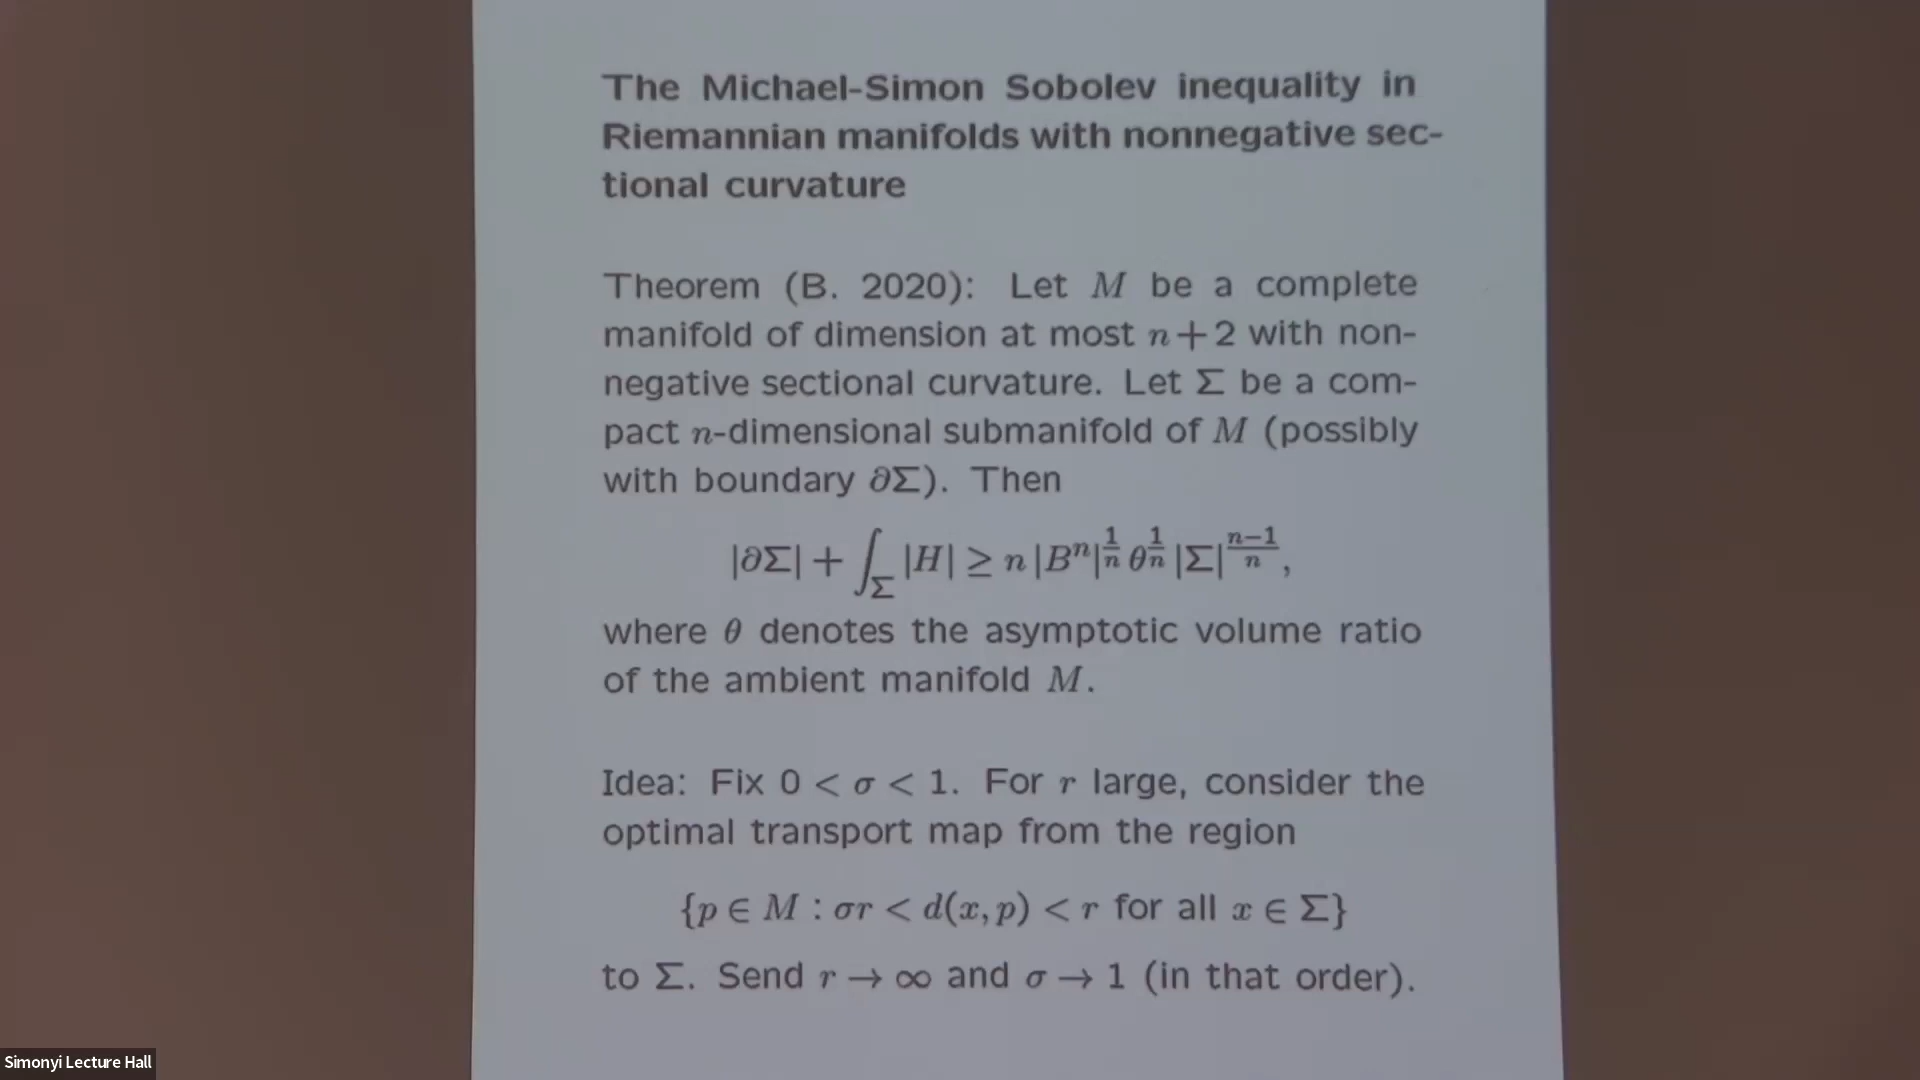 The Michael-Simon Sobolev inequality in
Riemannian manifolds with nonnegative sec-
tional curvature
Theorem (B. 2020): Let M be a complete
manifold of dimension at most n+2 with non-
negative sectional curvature. Let Σ be a com-
pact n-dimensional submanifold of M (possibly
with boundary ∂Σ). Then
|∂Σ| + ∫_Σ |H| ≥ n |B^n|^{1/n} θ^{1/n} |Σ|^{(n−1)/n},
where θ denotes the asymptotic volume ratio
of the ambient manifold M.
Idea: Fix 0 < σ < 1. For r large, consider the
optimal transport map from the region
{p ∈ M : σr < d(x, p) < r for all x ∈ Σ}
to Σ. Send r → ∞ and σ → 1 (in that order).
Simonyi Lecture Hall